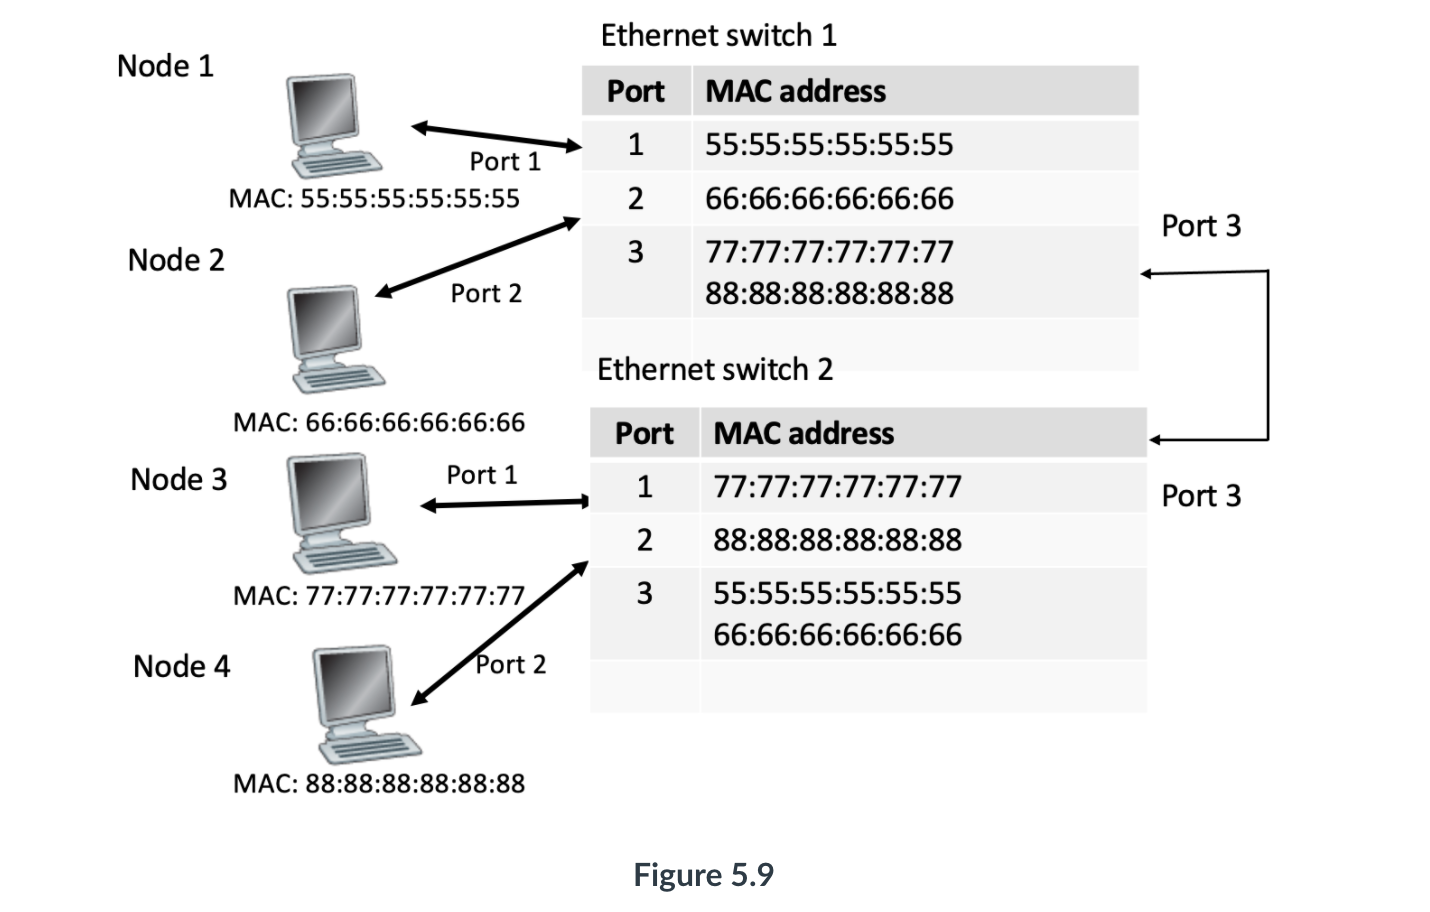 Ethernet switch 1
Node 1
Port MAC address
1 55:55:55:55:55:55
Port 1
MAC: 55:55:55:55:55:55
2 66:66:66:66:66:66
Port 3
Node 2
3 77:77:77:77:77:77
88:88:88:88:88:88
Port 2
Ethernet switch 2
MAC: 66:66:66:66:66:66
Port MAC address
Node 3
Port 1
1 77:77:77:77:77:77
Port 3
2 88:88:88:88:88:88
MAC: 77:77:77:77:77:77
3 55:55:55:55:55:55
66:66:66:66:66:66
Node 4
Port 2
MAC: 88:88:88:88:88:88
Figure 5.9